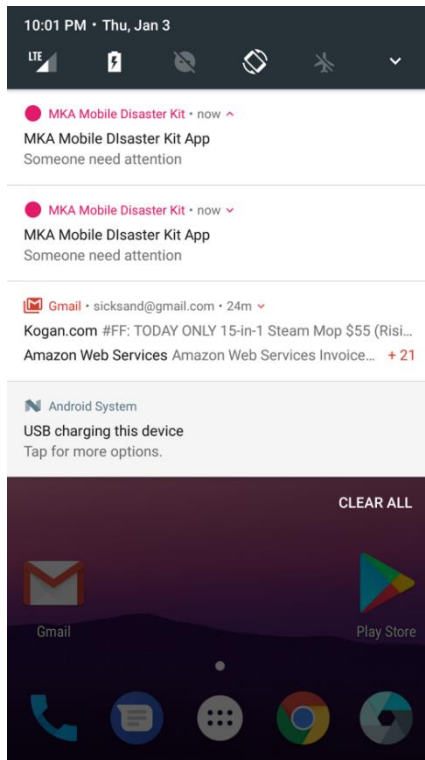 10:01 PM • Thu, Jan 3
LTE
MKA Mobile Disaster Kit • now
MKA Mobile DIsaster Kit App
Someone need attention
MKA Mobile Disaster Kit • now
MKA Mobile DIsaster Kit App
Someone need attention
Gmail • sicksand@gmail.com • 24m
Kogan.com #FF: TODAY ONLY 15-in-1 Steam Mop $55 (Risi...
Amazon Web Services Amazon Web Services Invoice... + 21
Android System
USB charging this device
Tap for more options.
CLEAR ALL
Gmail Play Store